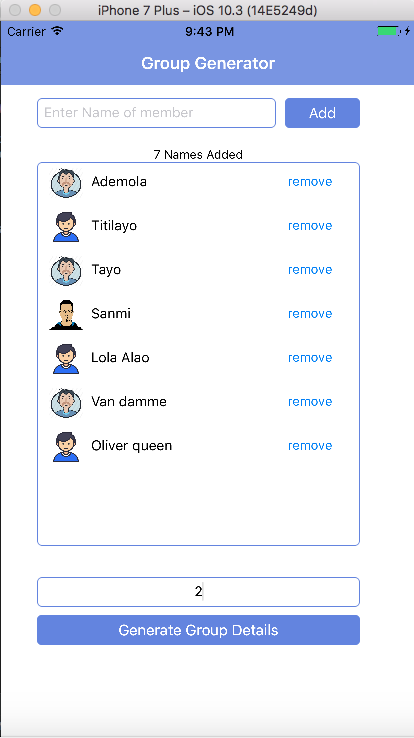 iPhone 7 Plus – iOS 10.3 (14E5249d)
Carrier 9:43 PM
Group Generator
Enter Name of member Add
7 Names Added
Ademola remove
Titilayo remove
Tayo remove
Sanmi remove
Lola Alao remove
Van damme remove
Oliver queen remove
2
Generate Group Details